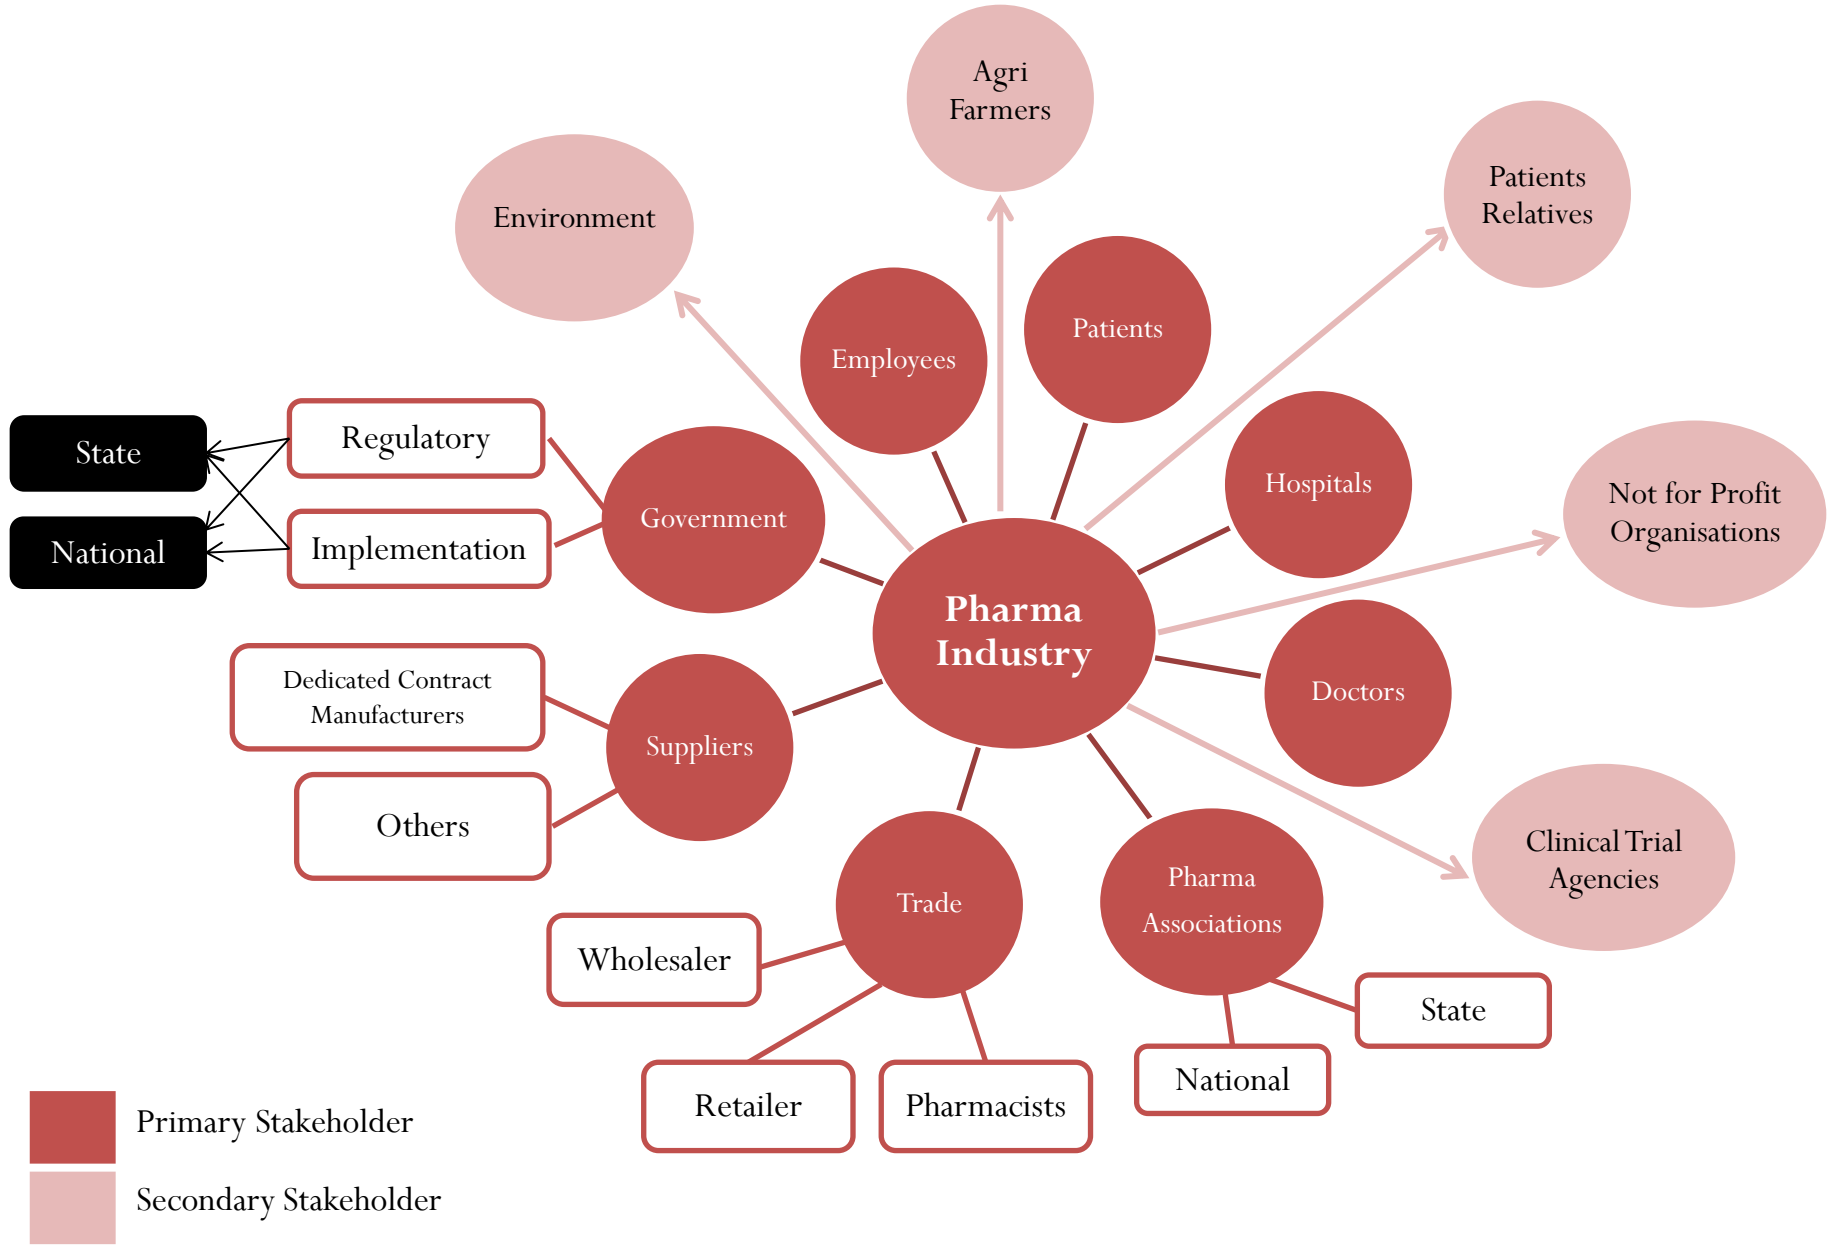 Agri
Farmers
Patients
Relatives
Environment
Patients
Employees
State
Regulatory
Hospitals
Not for Profit
Organisations
Government
National
Implementation
Pharma
Industry
Dedicated Contract
Manufacturers
Doctors
Suppliers
Others
Clinical Trial
Agencies
Trade
Pharma
Associations
Wholesaler
State
Retailer
Pharmacists
National
Primary Stakeholder
Secondary Stakeholder